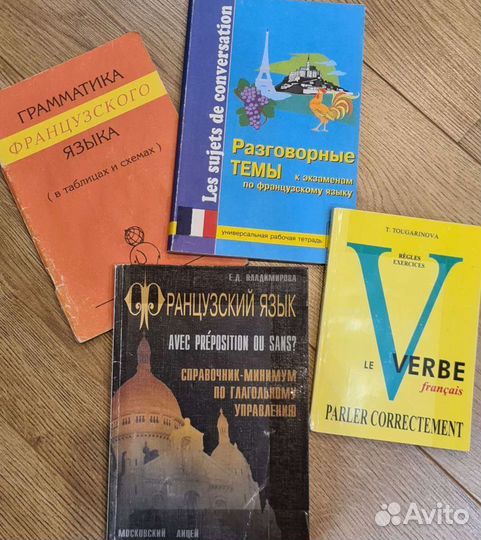 ГРАММАТИКА
ФРАНЦУЗСКОГО
ЯЗЫКА
( в таблицах и схемах )
Les sujets de conversation
Разговорные
ТЕМЫ
к экзаменам
по французскому языку
универсальная рабочая тетрадь
Т. TOUGARINOVA
RÈGLES
EXERCICES
V
LE VERBE
français
PARLER CORRECTEMENT
Е.Д. ВЛАДИМИРОВА
ФРАНЦУЗСКИЙ ЯЗЫК
AVEC PRÉPOSITION OU SANS?
СПРАВОЧНИК-МИНИМУМ
ПО ГЛАГОЛЬНОМУ
УПРАВЛЕНИЮ
МОСКОВСКИЙ ЛИЦЕЙ
Avito